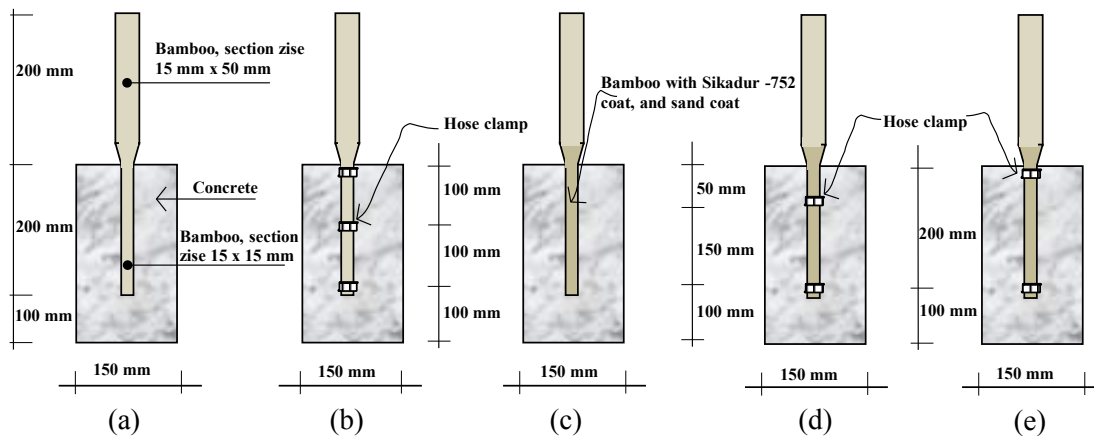 200 mm
200 mm
100 mm
Bamboo, section zise
15 mm x 50 mm
Concrete
Bamboo, section
zise 15 x 15 mm
150 mm
(a)
Hose clamp
100 mm
100 mm
100 mm
150 mm
(b)
Bamboo with Sikadur -752
coat, and sand coat
150 mm
(c)
50 mm
150 mm
100 mm
Hose clamp
150 mm
(d)
200 mm
100 mm
150 mm
(e)